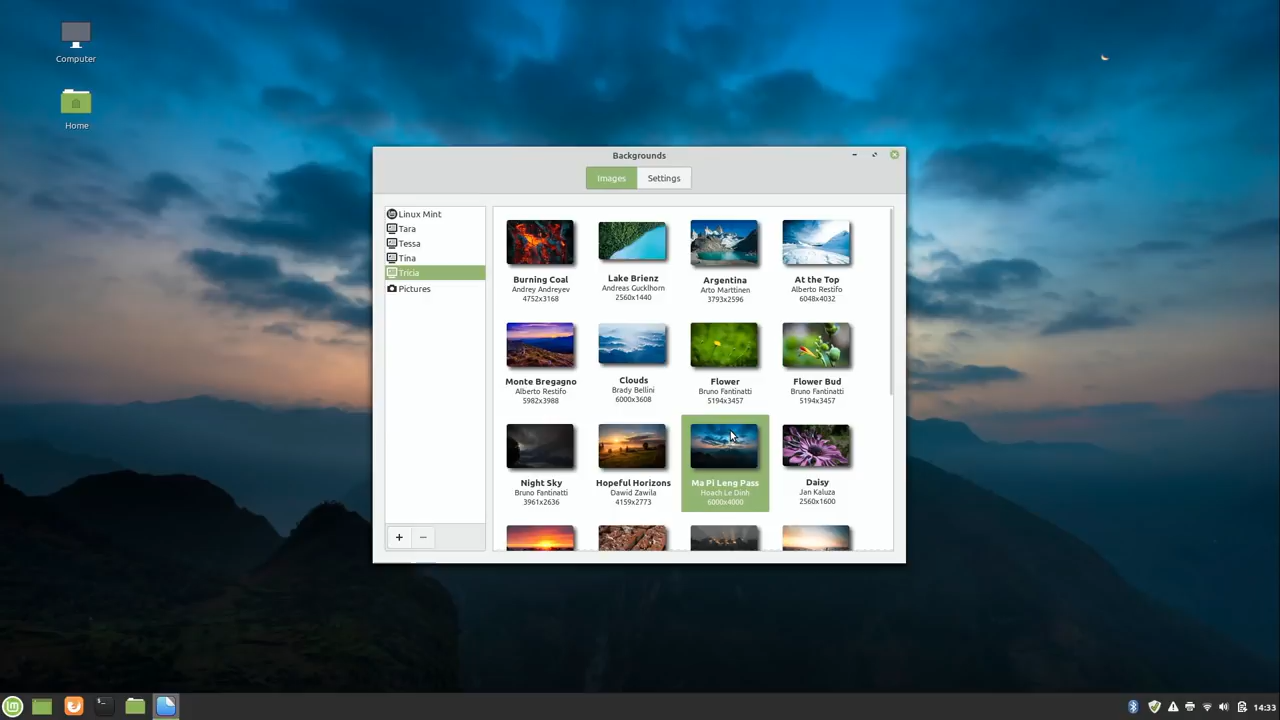 Computer
Home
Backgrounds
Images
Settings
Linux Mint
Tara
Tessa
Tina
Tricia
Pictures
Burning Coal
Andrey Andreyev
4752x3168
Lake Brienz
Andreas Gucklhorn
2560x1440
Argentina
Arto Marttinen
3793x2596
At the Top
Alberto Restifo
6048x4032
Monte Bregagno
Alberto Restifo
5982x3988
Clouds
Brady Bellini
6000x3608
Flower
Bruno Fantinatti
5194x3457
Flower Bud
Bruno Fantinatti
5194x3457
Night Sky
Bruno Fantinatti
3961x2636
Hopeful Horizons
Dawid Zawila
4159x2773
Ma Pi Leng Pass
Hoach Le Dinh
6000x4000
Daisy
Jan Kaluza
2560x1600
14:33